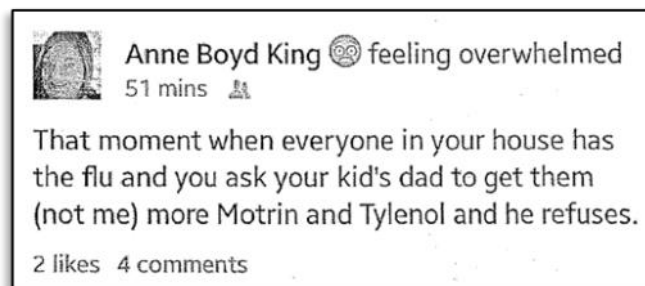 Anne Boyd King feeling overwhelmed
51 mins
That moment when everyone in your house has
the flu and you ask your kid's dad to get them
(not me) more Motrin and Tylenol and he refuses.
2 likes 4 comments